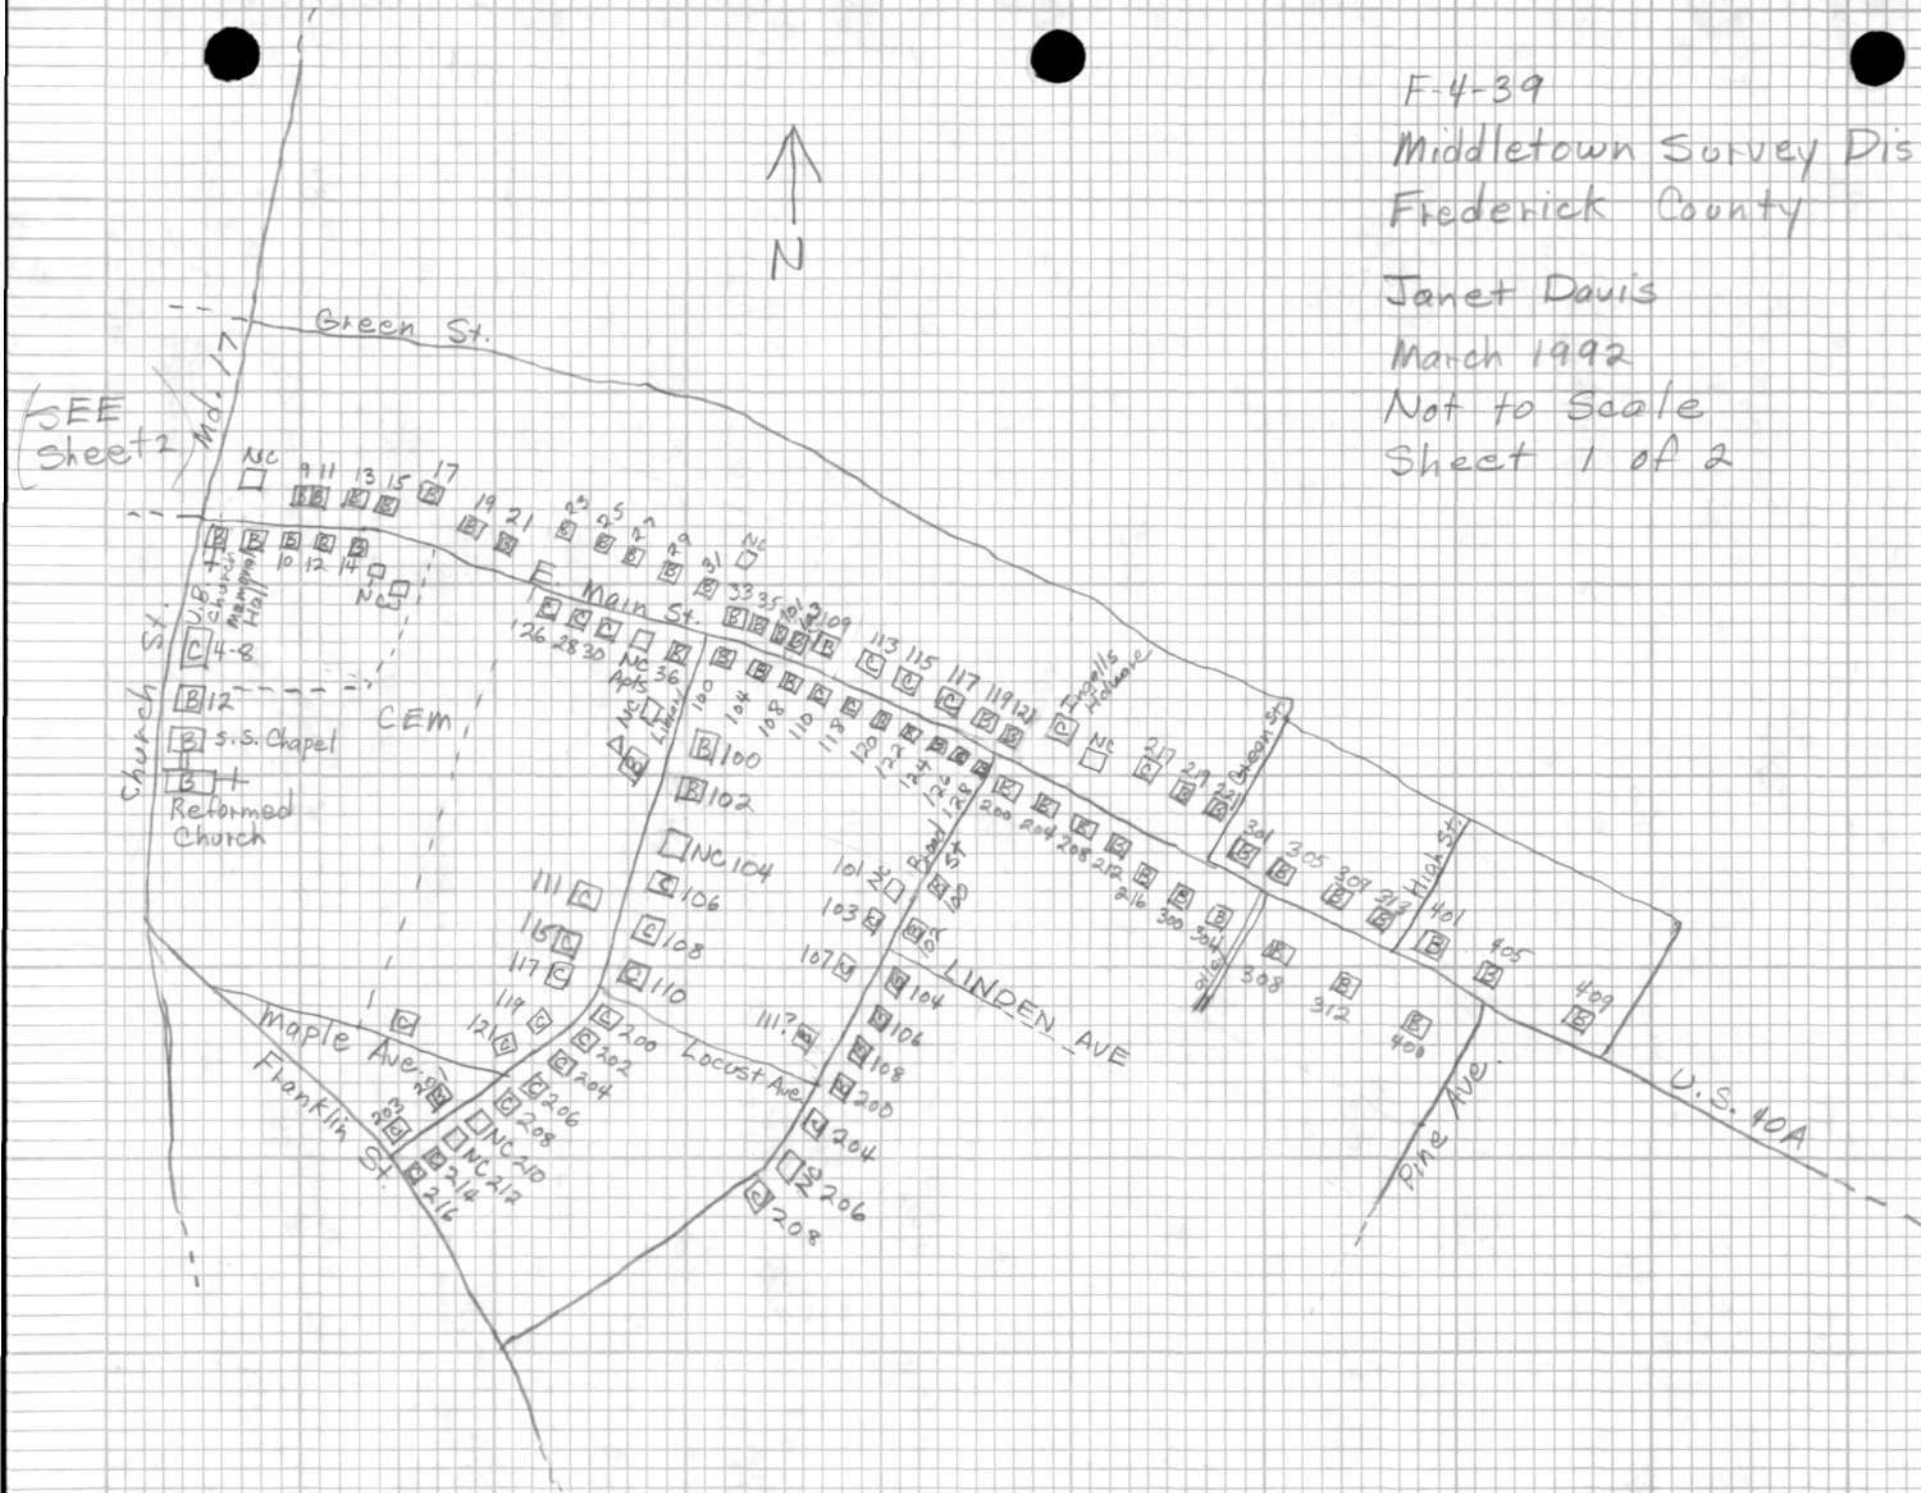 F-4-39
Middletown Survey Dis
Frederick County
Janet Davis
March 1992
Not to Scale
Sheet 1 of 2
N
Green St.
Md. 17
(SEE
Sheet 2)
NC
9 11 13 15 17
19 21 23 25 27 29 31
NC
33 35
109
113 115 117 119 121
Ingalls
Hdware
NC
217 219 221
Green St.
301 305 309 313
High St.
401 405 409
B B B B B
U.B.
Church
Memorial
Hall
10 12 14
NC
E. Main St.
126 28 30
NC
Apts
36
NC
Library
100 104 108 110 118 120 122 124 126 128
200 204 208 212 216 300 304
308 312 400
Church St.
C 4-8
B 12
B S.S. Chapel
B
Reformed
Church
CEM
B 100
B 102
NC 104
C 106
C 108
C 110
111 C
115 C
117 C
119 C
121 C
C 200
C 202
C 204
C 206
C 208
NC 210
NC 212
C 214
C 216
203
Maple Ave.
Franklin
St.
Locust Ave
Broad
St
101 NC
103
107
111?
100
102
LINDEN AVE
104
106
108
200
204
NC 206
C 208
Pine Ave.
U.S. 40A